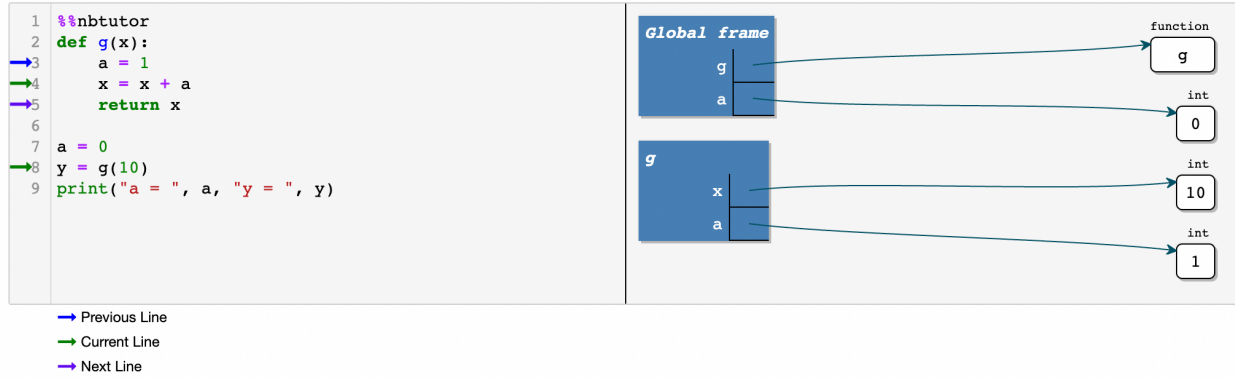 1 %%nbtutor
2 def g(x):
3     a = 1
4     x = x + a
5     return x
6
7 a = 0
8 y = g(10)
9 print("a = ", a, "y = ", y)
Previous Line
Current Line
Next Line
Global frame
g
a
function
g
int
0
g
x
a
int
10
int
1